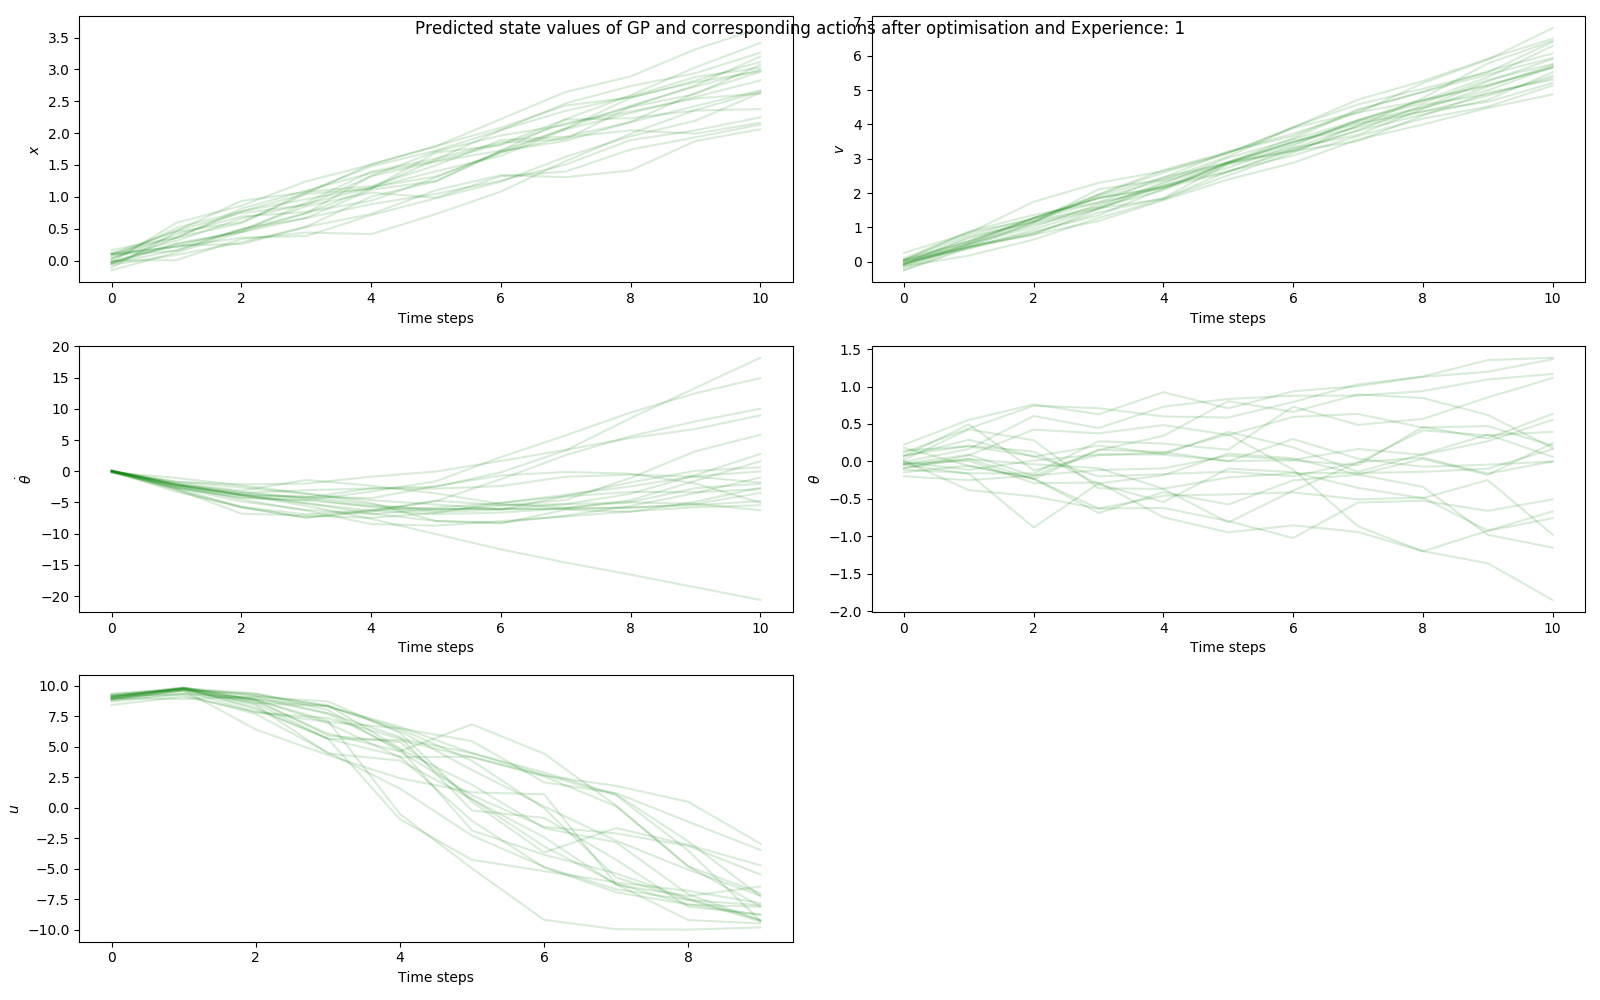 Predicted state values of GP and corresponding actions after optimisation and Experience: 1
3.5
3.0
2.5
2.0
1.5
1.0
0.5
0.0
x
0 2 4 6 8 10
Time steps
7
6
5
4
3
2
1
0
v
0 2 4 6 8 10
Time steps
20
15
10
5
0
−5
−10
−15
−20
θ̇
0 2 4 6 8 10
Time steps
1.5
1.0
0.5
0.0
−0.5
−1.0
−1.5
−2.0
θ
0 2 4 6 8 10
Time steps
10.0
7.5
5.0
2.5
0.0
−2.5
−5.0
−7.5
−10.0
u
0 2 4 6 8
Time steps